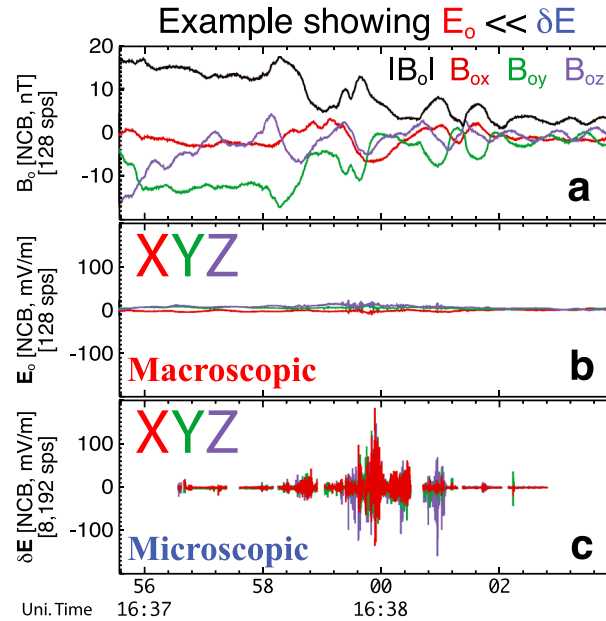 Example showing Eo << δE
20
10
0
-10
Bo [NCB, nT]
[128 sps]
|Bo| Box Boy Boz
a
100
0
-100
Eo [NCB, mV/m]
[128 sps]
XYZ
Macroscopic
b
100
0
-100
δE [NCB, mV/m]
[8,192 sps]
XYZ
Microscopic
c
56 58 00 02
Uni. Time 16:37 16:38